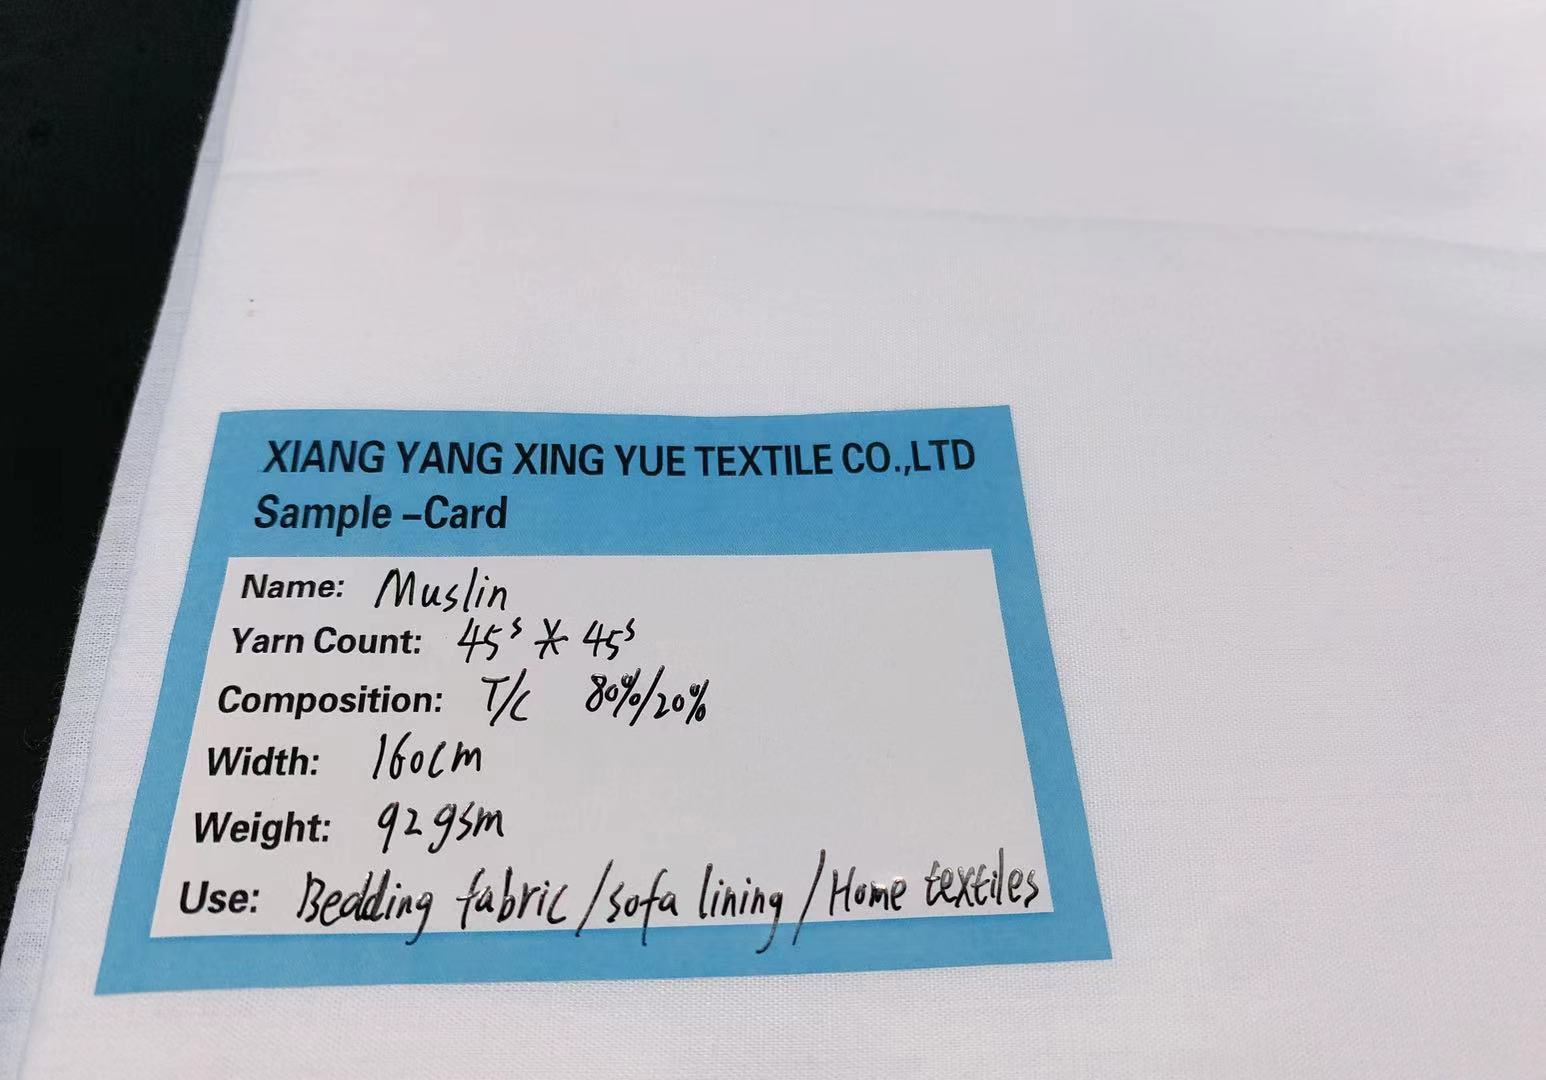 XIANG YANG XING YUE TEXTILE CO.,LTD
Sample -Card
Name: Muslin
Yarn Count: 45s * 45s
Composition: T/C 80%/20%
Width: 160cm
Weight: 92gsm
Use: Bedding fabric/sofa lining/Home textiles